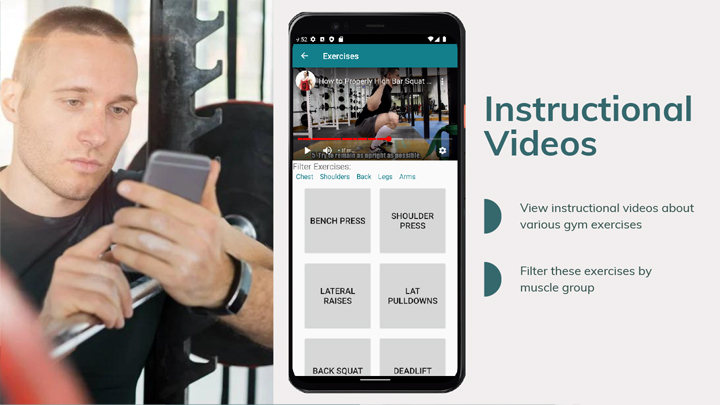 9:52
Exercises
How to Properly High Bar Squat ...
5) Try to remain as upright as possible
Filter Exercises:
Chest Shoulders Back Legs Arms
BENCH PRESS
SHOULDER
PRESS
LATERAL
RAISES
LAT
PULLDOWNS
BACK SQUAT
DEADLIFT
Instructional
Videos
View instructional videos about
various gym exercises
Filter these exercises by
muscle group